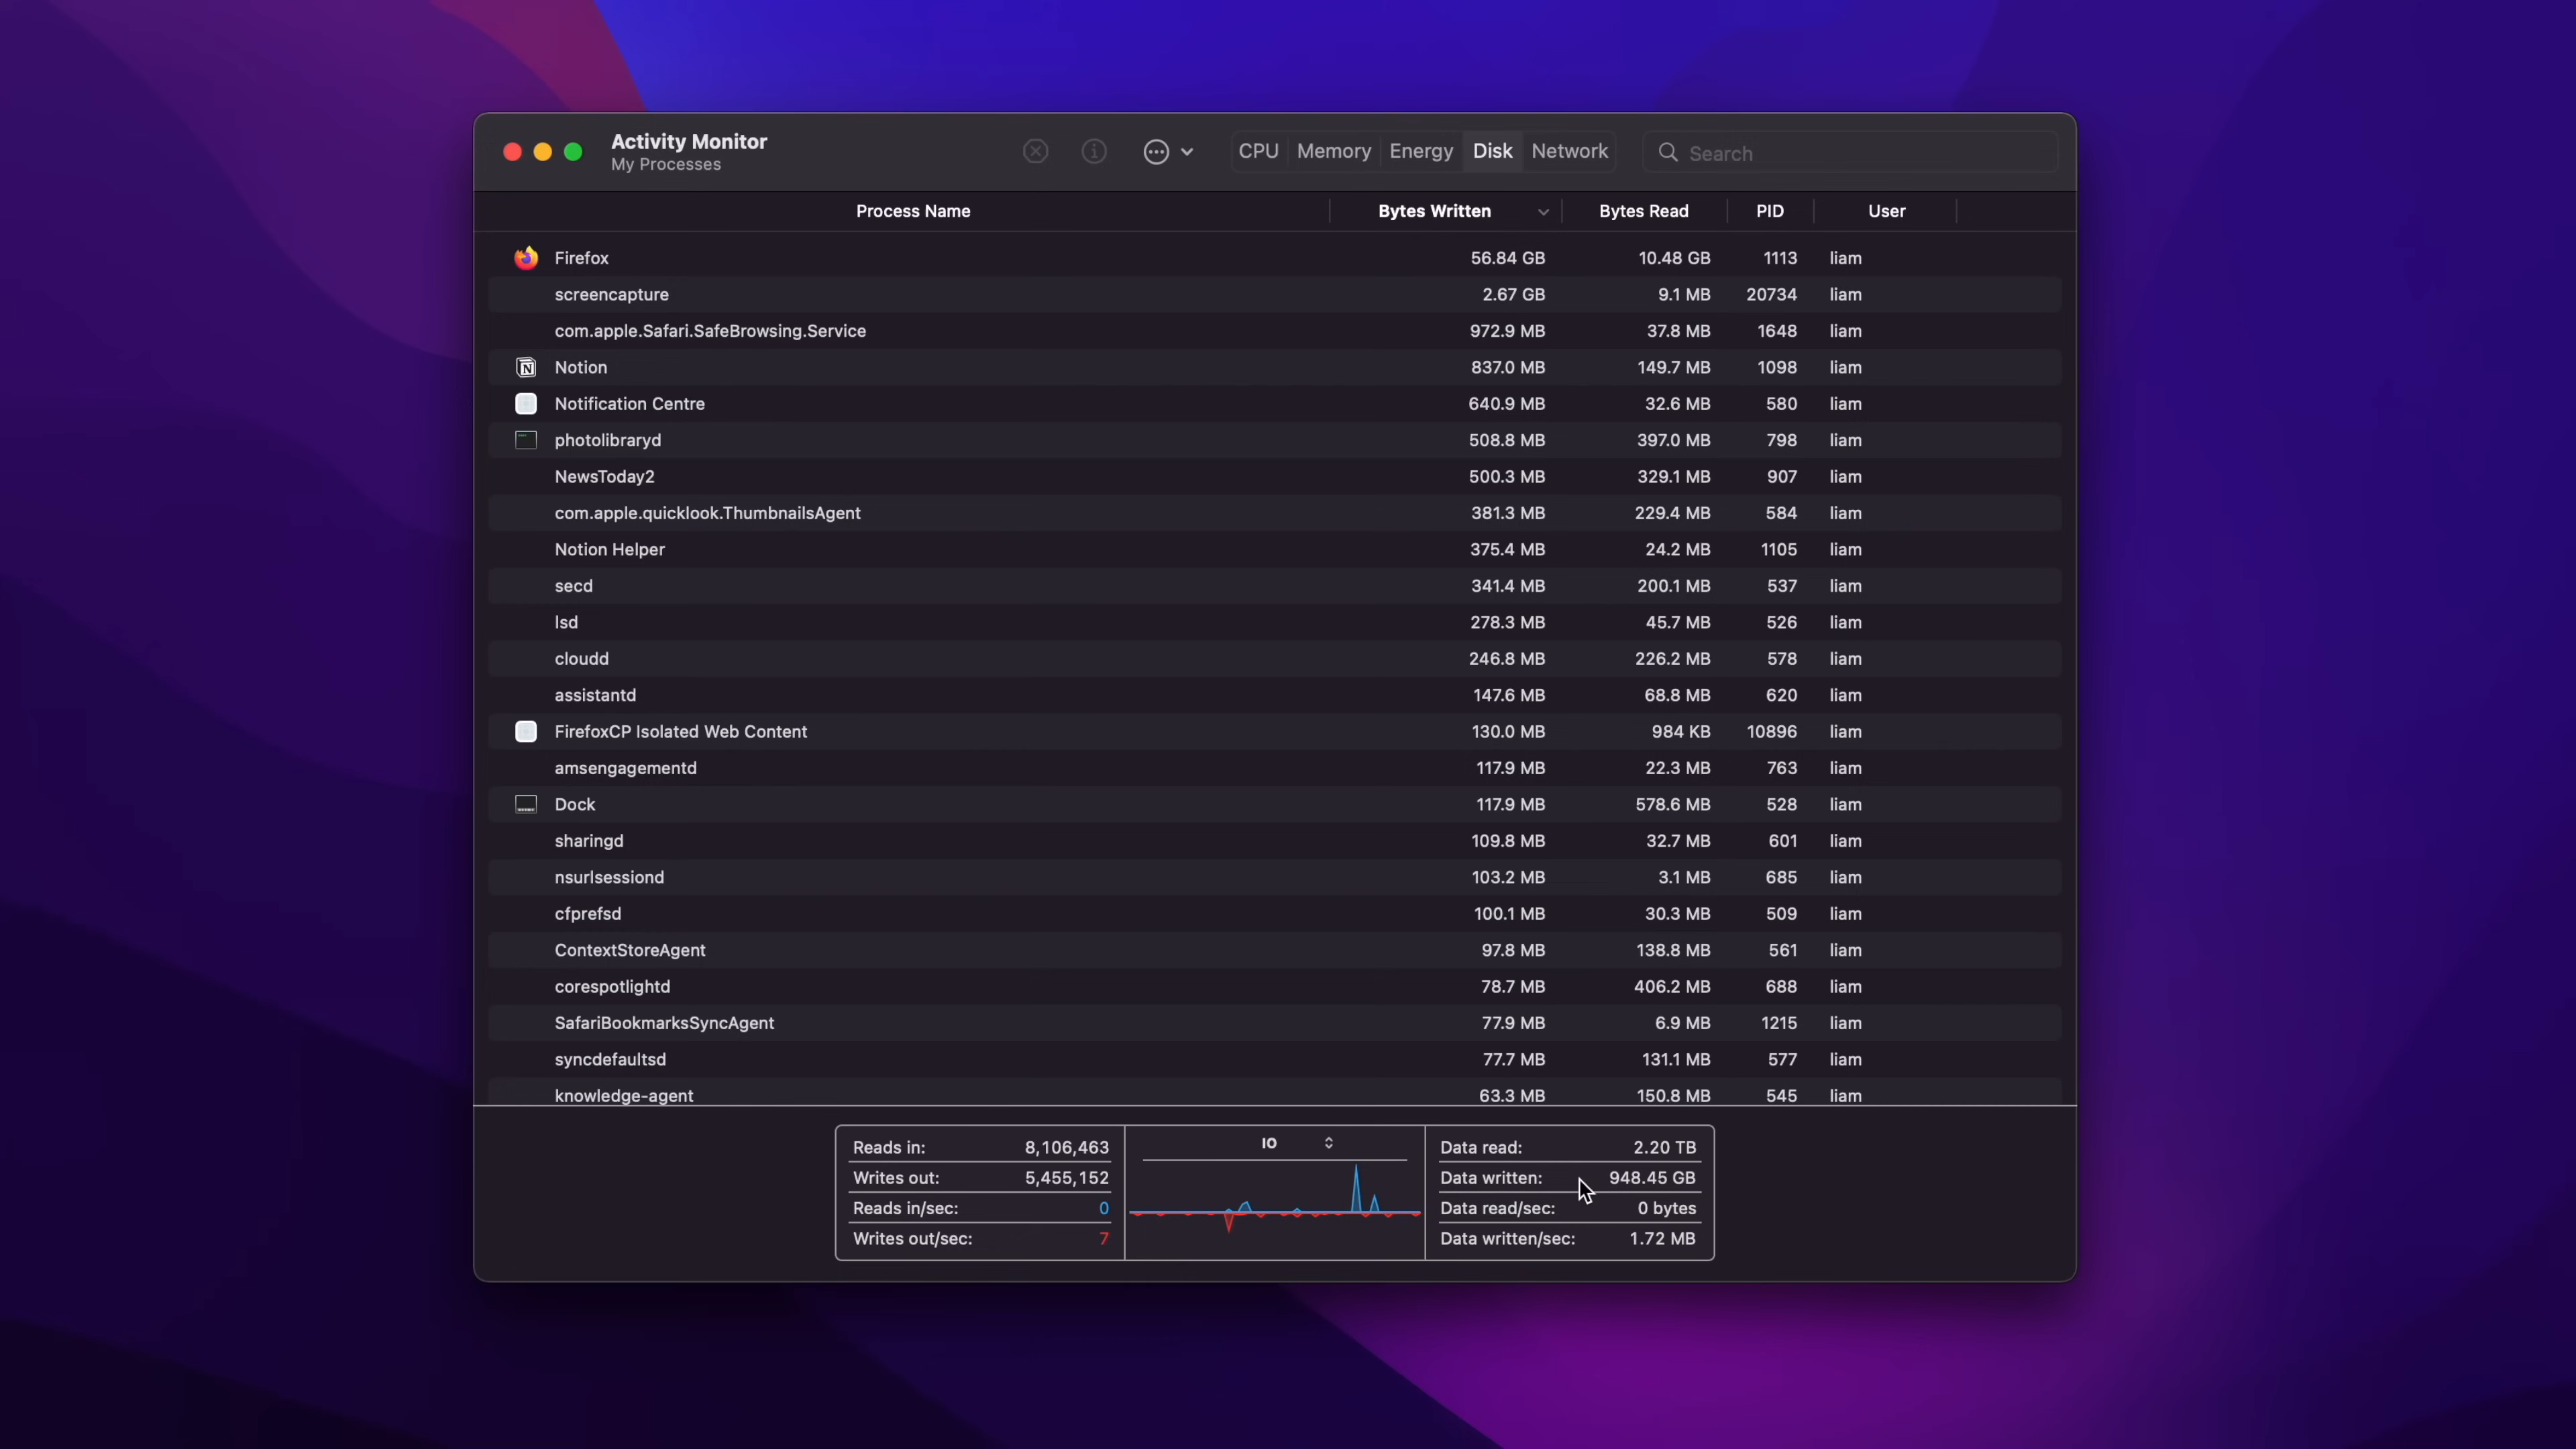 Activity Monitor
My Processes
CPU Memory Energy Disk Network Search
Process Name Bytes Written Bytes Read PID User
Firefox 56.84 GB 10.48 GB 1113 liam
screencapture 2.67 GB 9.1 MB 20734 liam
com.apple.Safari.SafeBrowsing.Service 972.9 MB 37.8 MB 1648 liam
Notion 837.0 MB 149.7 MB 1098 liam
Notification Centre 640.9 MB 32.6 MB 580 liam
photolibraryd 508.8 MB 397.0 MB 798 liam
NewsToday2 500.3 MB 329.1 MB 907 liam
com.apple.quicklook.ThumbnailsAgent 381.3 MB 229.4 MB 584 liam
Notion Helper 375.4 MB 24.2 MB 1105 liam
secd 341.4 MB 200.1 MB 537 liam
lsd 278.3 MB 45.7 MB 526 liam
cloudd 246.8 MB 226.2 MB 578 liam
assistantd 147.6 MB 68.8 MB 620 liam
FirefoxCP Isolated Web Content 130.0 MB 984 KB 10896 liam
amsengagementd 117.9 MB 22.3 MB 763 liam
Dock 117.9 MB 578.6 MB 528 liam
sharingd 109.8 MB 32.7 MB 601 liam
nsurlsessiond 103.2 MB 3.1 MB 685 liam
cfprefsd 100.1 MB 30.3 MB 509 liam
ContextStoreAgent 97.8 MB 138.8 MB 561 liam
corespotlightd 78.7 MB 406.2 MB 688 liam
SafariBookmarksSyncAgent 77.9 MB 6.9 MB 1215 liam
syncdefaultsd 77.7 MB 131.1 MB 577 liam
knowledge-agent 63.3 MB 150.8 MB 545 liam
Reads in: 8,106,463
Writes out: 5,455,152
Reads in/sec: 0
Writes out/sec: 7
IO
Data read: 2.20 TB
Data written: 948.45 GB
Data read/sec: 0 bytes
Data written/sec: 1.72 MB